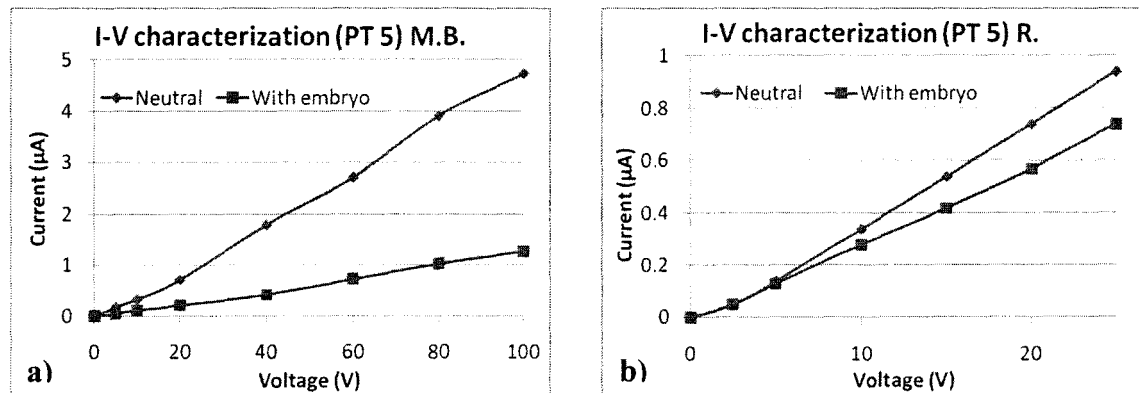 I-V characterization (PT 5) M.B.
5
4
3
2
1
0
Neutral
With embryo
Current (µA)
0
20
40
60
80
100
Voltage (V)
a)
I-V characterization (PT 5) R.
1
0.8
0.6
0.4
0.2
0
Neutral
With embryo
Current (µA)
0
10
20
Voltage (V)
b)